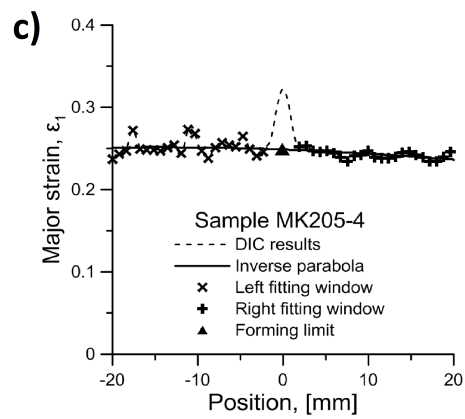 c)
0.4
0.3
0.2
0.1
0
Major strain, ε1
Sample MK205-4
DIC results
Inverse parabola
Left fitting window
Right fitting window
Forming limit
-20 -10 0 10 20
Position, [mm]